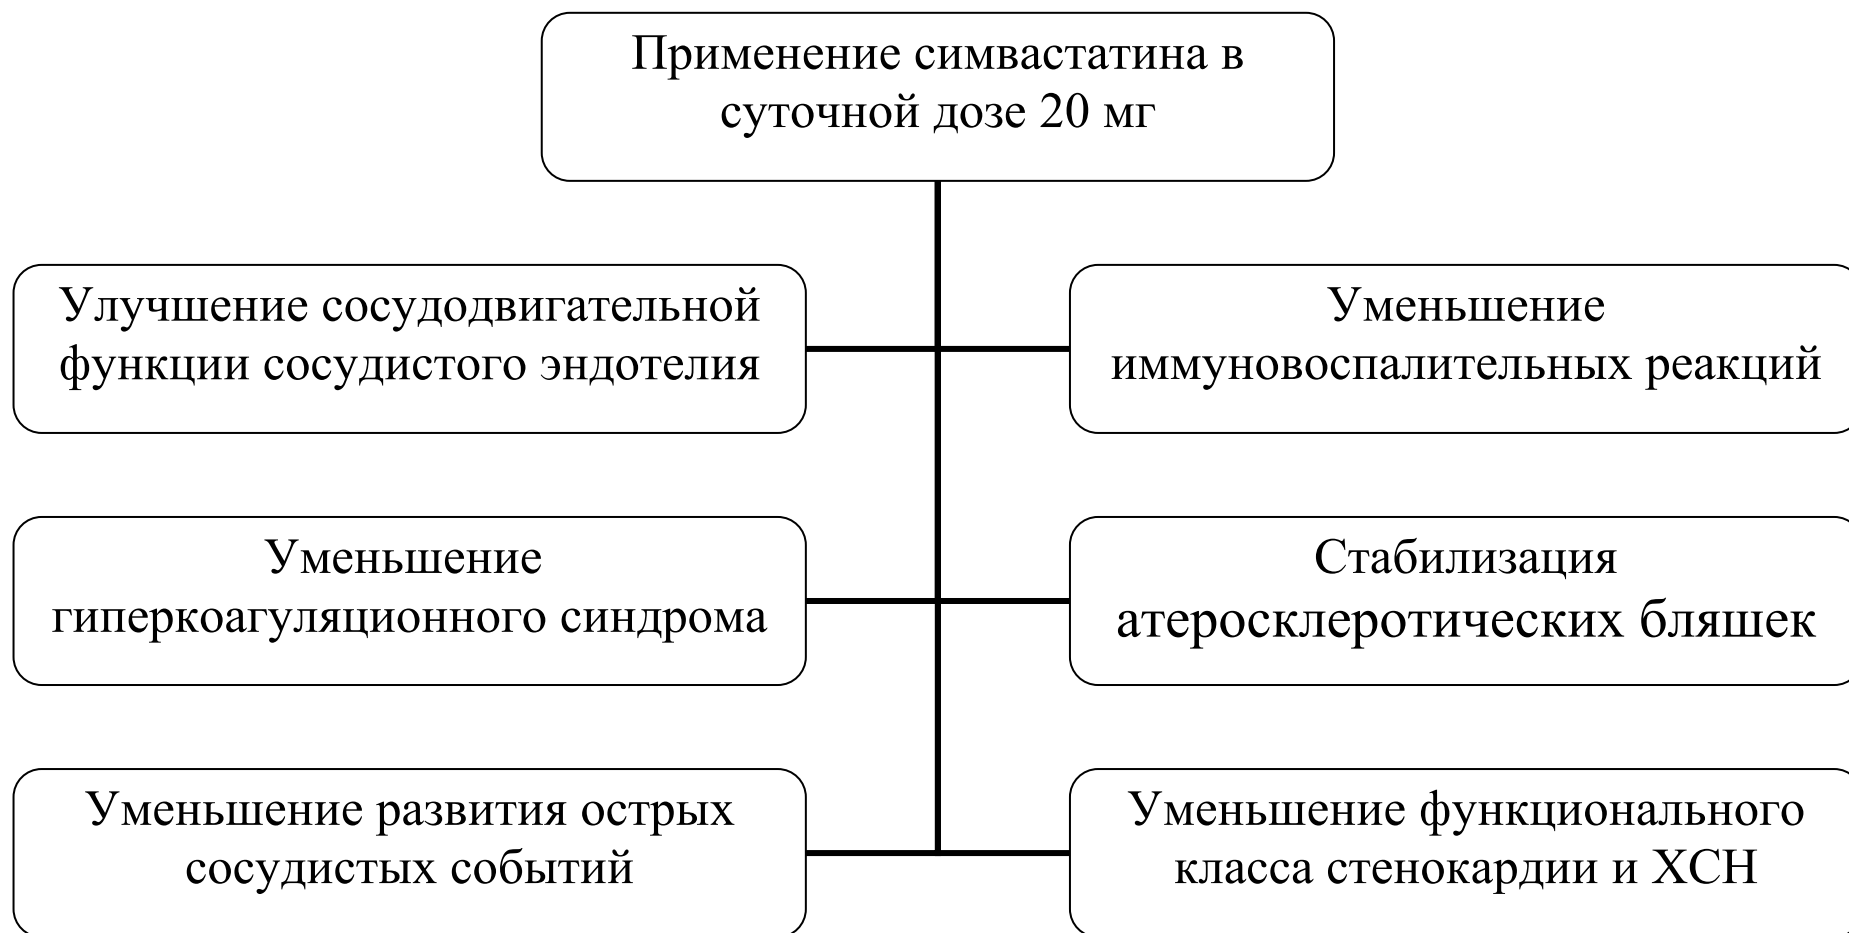 Применение симвастатина в
суточной дозе 20 мг
Улучшение сосудодвигательной
функции сосудистого эндотелия
Уменьшение
иммуновоспалительных реакций
Уменьшение
гиперкоагуляционного синдрома
Стабилизация
атеросклеротических бляшек
Уменьшение развития острых
сосудистых событий
Уменьшение функционального
класса стенокардии и ХСН